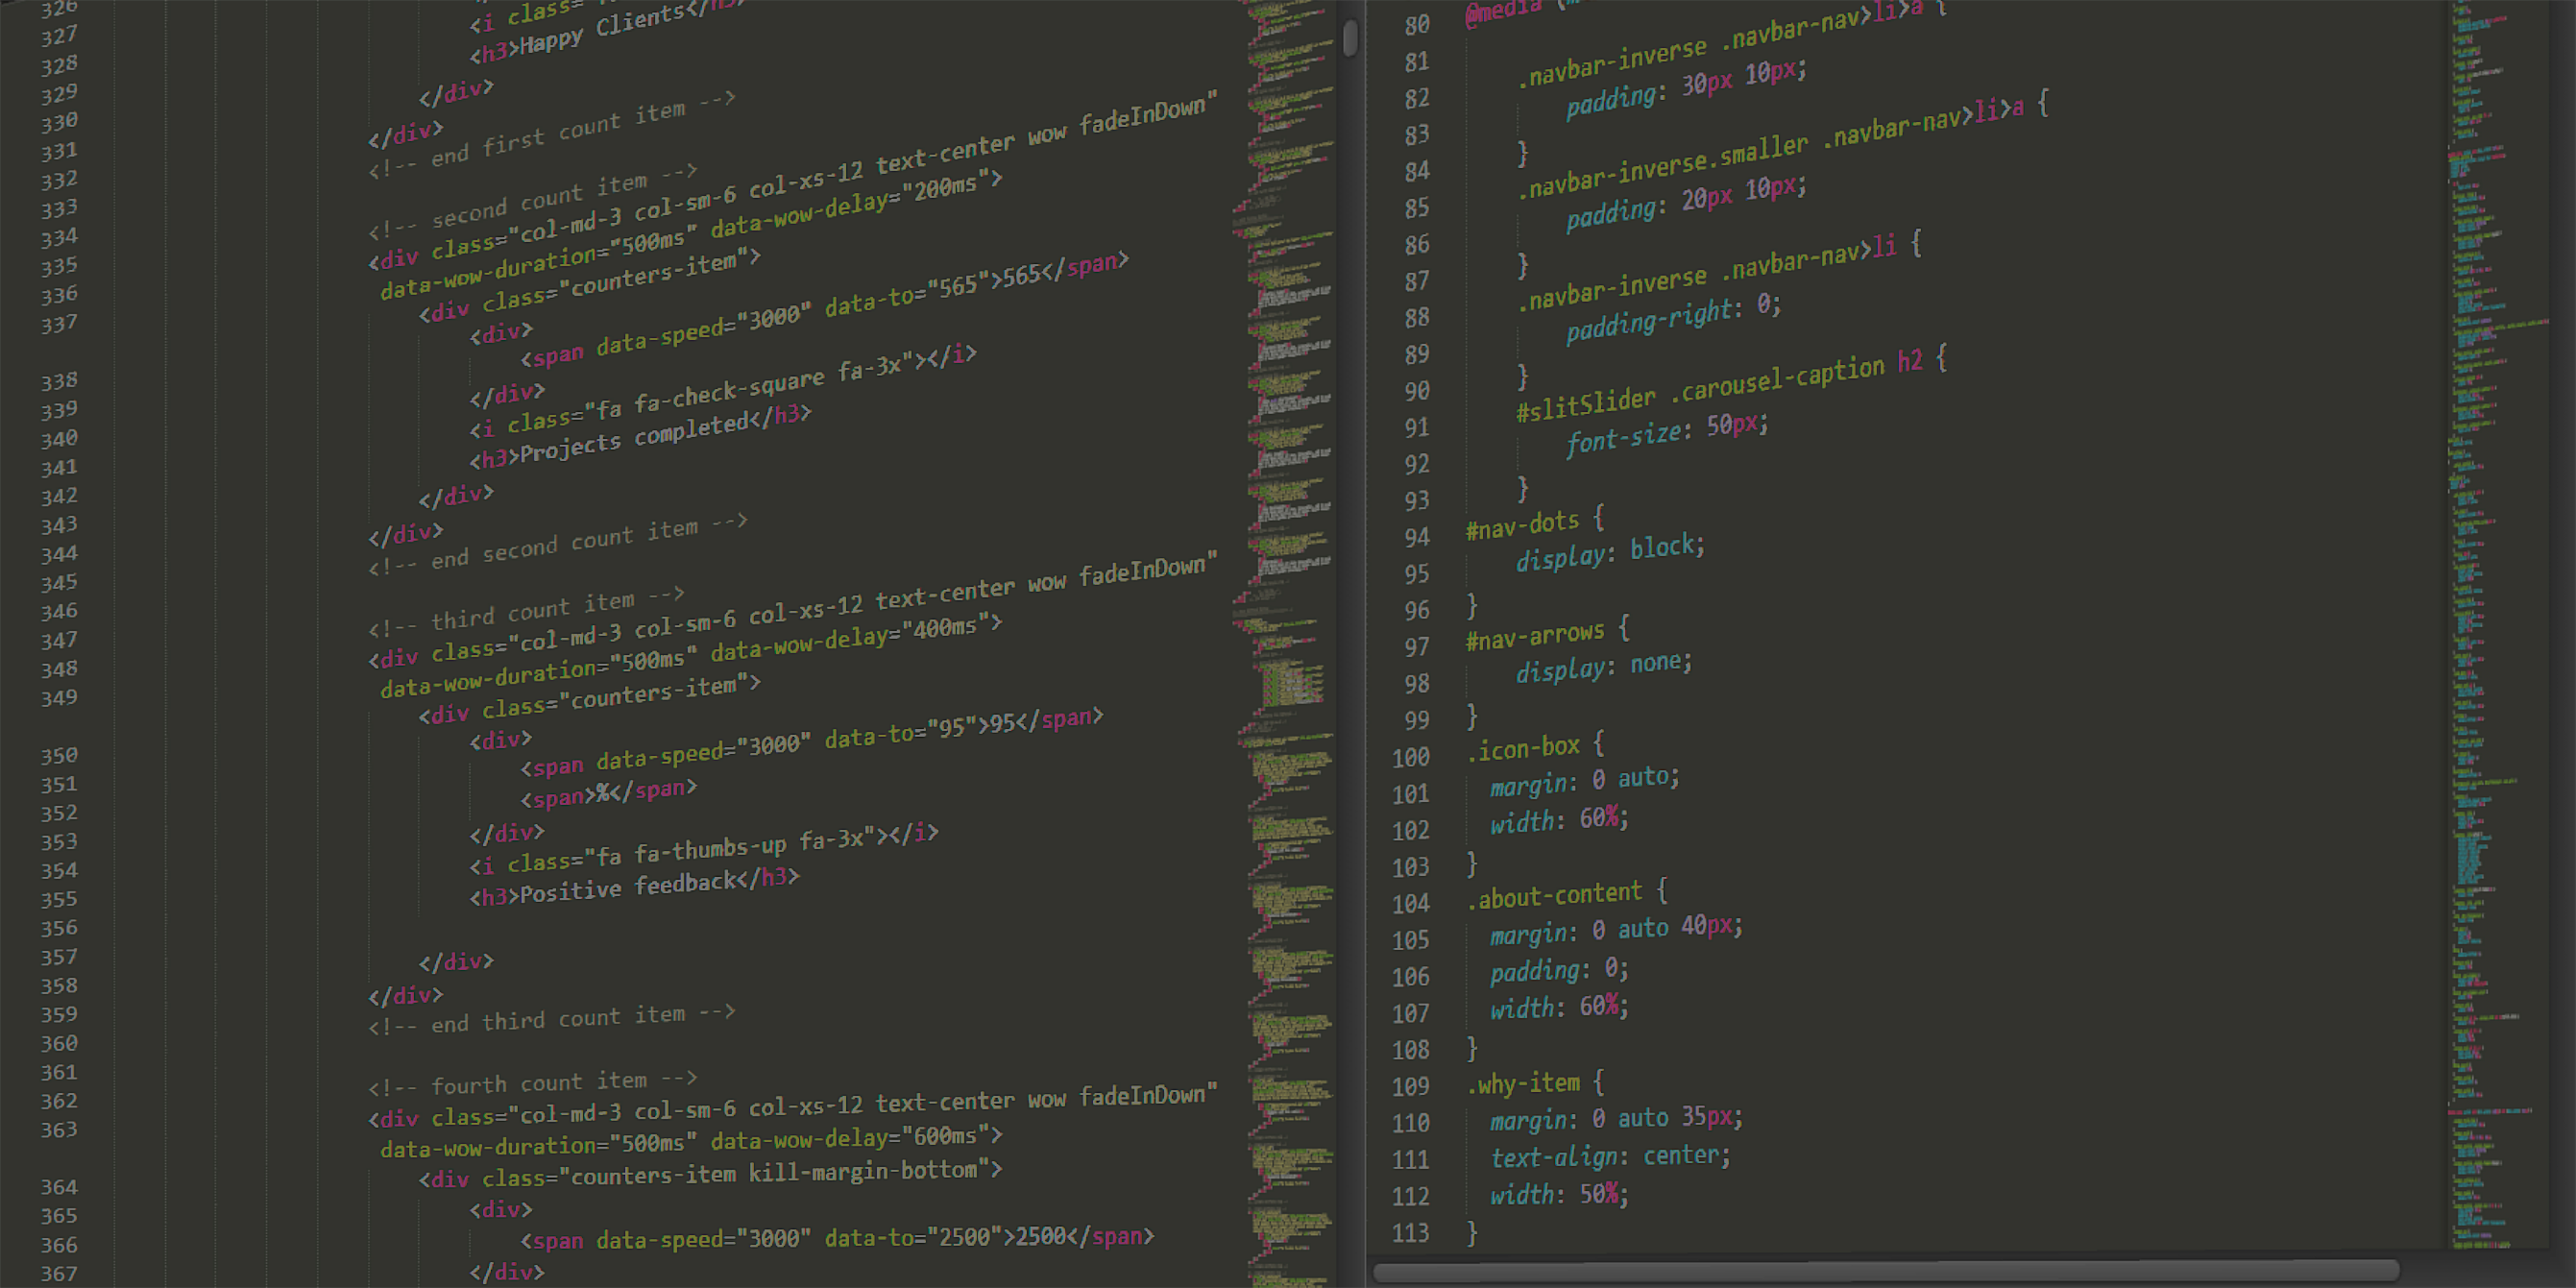 326
327
328
329
330
331
332
333
334
335
336
337
338
339
340
341
342
343
344
345
346
347
348
349
350
351
352
353
354
355
356
357
358
359
360
361
362
363
364
365
366
367
<i class=
<h3>Happy Clients</h3>
</div>
</div>
<!-- end first count item -->
<!-- second count item -->
<div class="col-md-3 col-sm-6 col-xs-12 text-center wow fadeInDown"
data-wow-duration="500ms" data-wow-delay="200ms">
<div class="counters-item">
<div>
<span data-speed="3000" data-to="565">565</span>
</div>
<i class="fa fa-check-square fa-3x"></i>
<h3>Projects completed</h3>
</div>
</div>
<!-- end second count item -->
<!-- third count item -->
<div class="col-md-3 col-sm-6 col-xs-12 text-center wow fadeInDown"
data-wow-duration="500ms" data-wow-delay="400ms">
<div class="counters-item">
<div>
<span data-speed="3000" data-to="95">95</span>
<span>%</span>
</div>
<i class="fa fa-thumbs-up fa-3x"></i>
<h3>Positive feedback</h3>
</div>
</div>
<!-- end third count item -->
<!-- fourth count item -->
<div class="col-md-3 col-sm-6 col-xs-12 text-center wow fadeInDown"
data-wow-duration="500ms" data-wow-delay="600ms">
<div class="counters-item kill-margin-bottom">
<div>
<span data-speed="3000" data-to="2500">2500</span>
</div>
80
81
82
83
84
85
86
87
88
89
90
91
92
93
94
95
96
97
98
99
100
101
102
103
104
105
106
107
108
109
110
111
112
113
@media
.navbar-inverse .navbar-nav>li>a {
padding: 30px 10px;
}
.navbar-inverse.smaller .navbar-nav>li>a {
padding: 20px 10px;
}
.navbar-inverse .navbar-nav>li {
padding-right: 0;
}
#slitSlider .carousel-caption h2 {
font-size: 50px;
}
#nav-dots {
display: block;
}
#nav-arrows {
display: none;
}
.icon-box {
margin: 0 auto;
width: 60%;
}
.about-content {
margin: 0 auto 40px;
padding: 0;
width: 60%;
}
.why-item {
margin: 0 auto 35px;
text-align: center;
width: 50%;
}